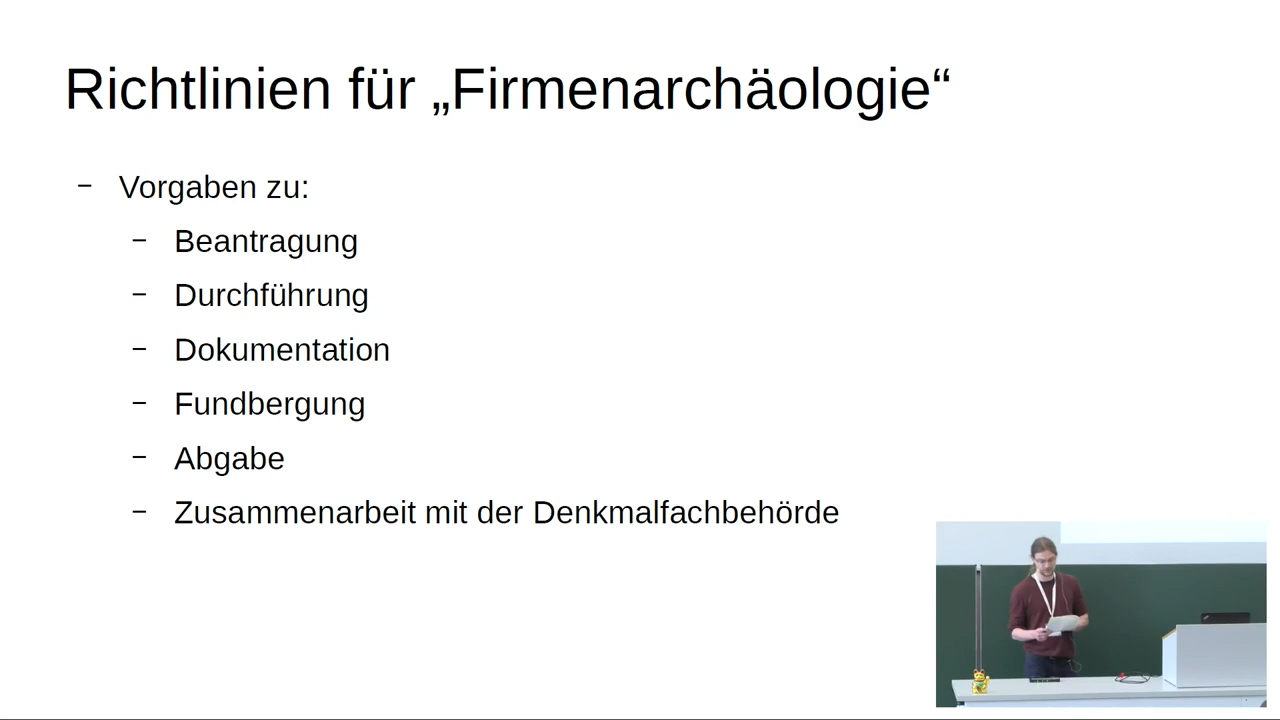 Richtlinien für „Firmenarchäologie“
– Vorgaben zu:
– Beantragung
– Durchführung
– Dokumentation
– Fundbergung
– Abgabe
– Zusammenarbeit mit der Denkmalfachbehörde